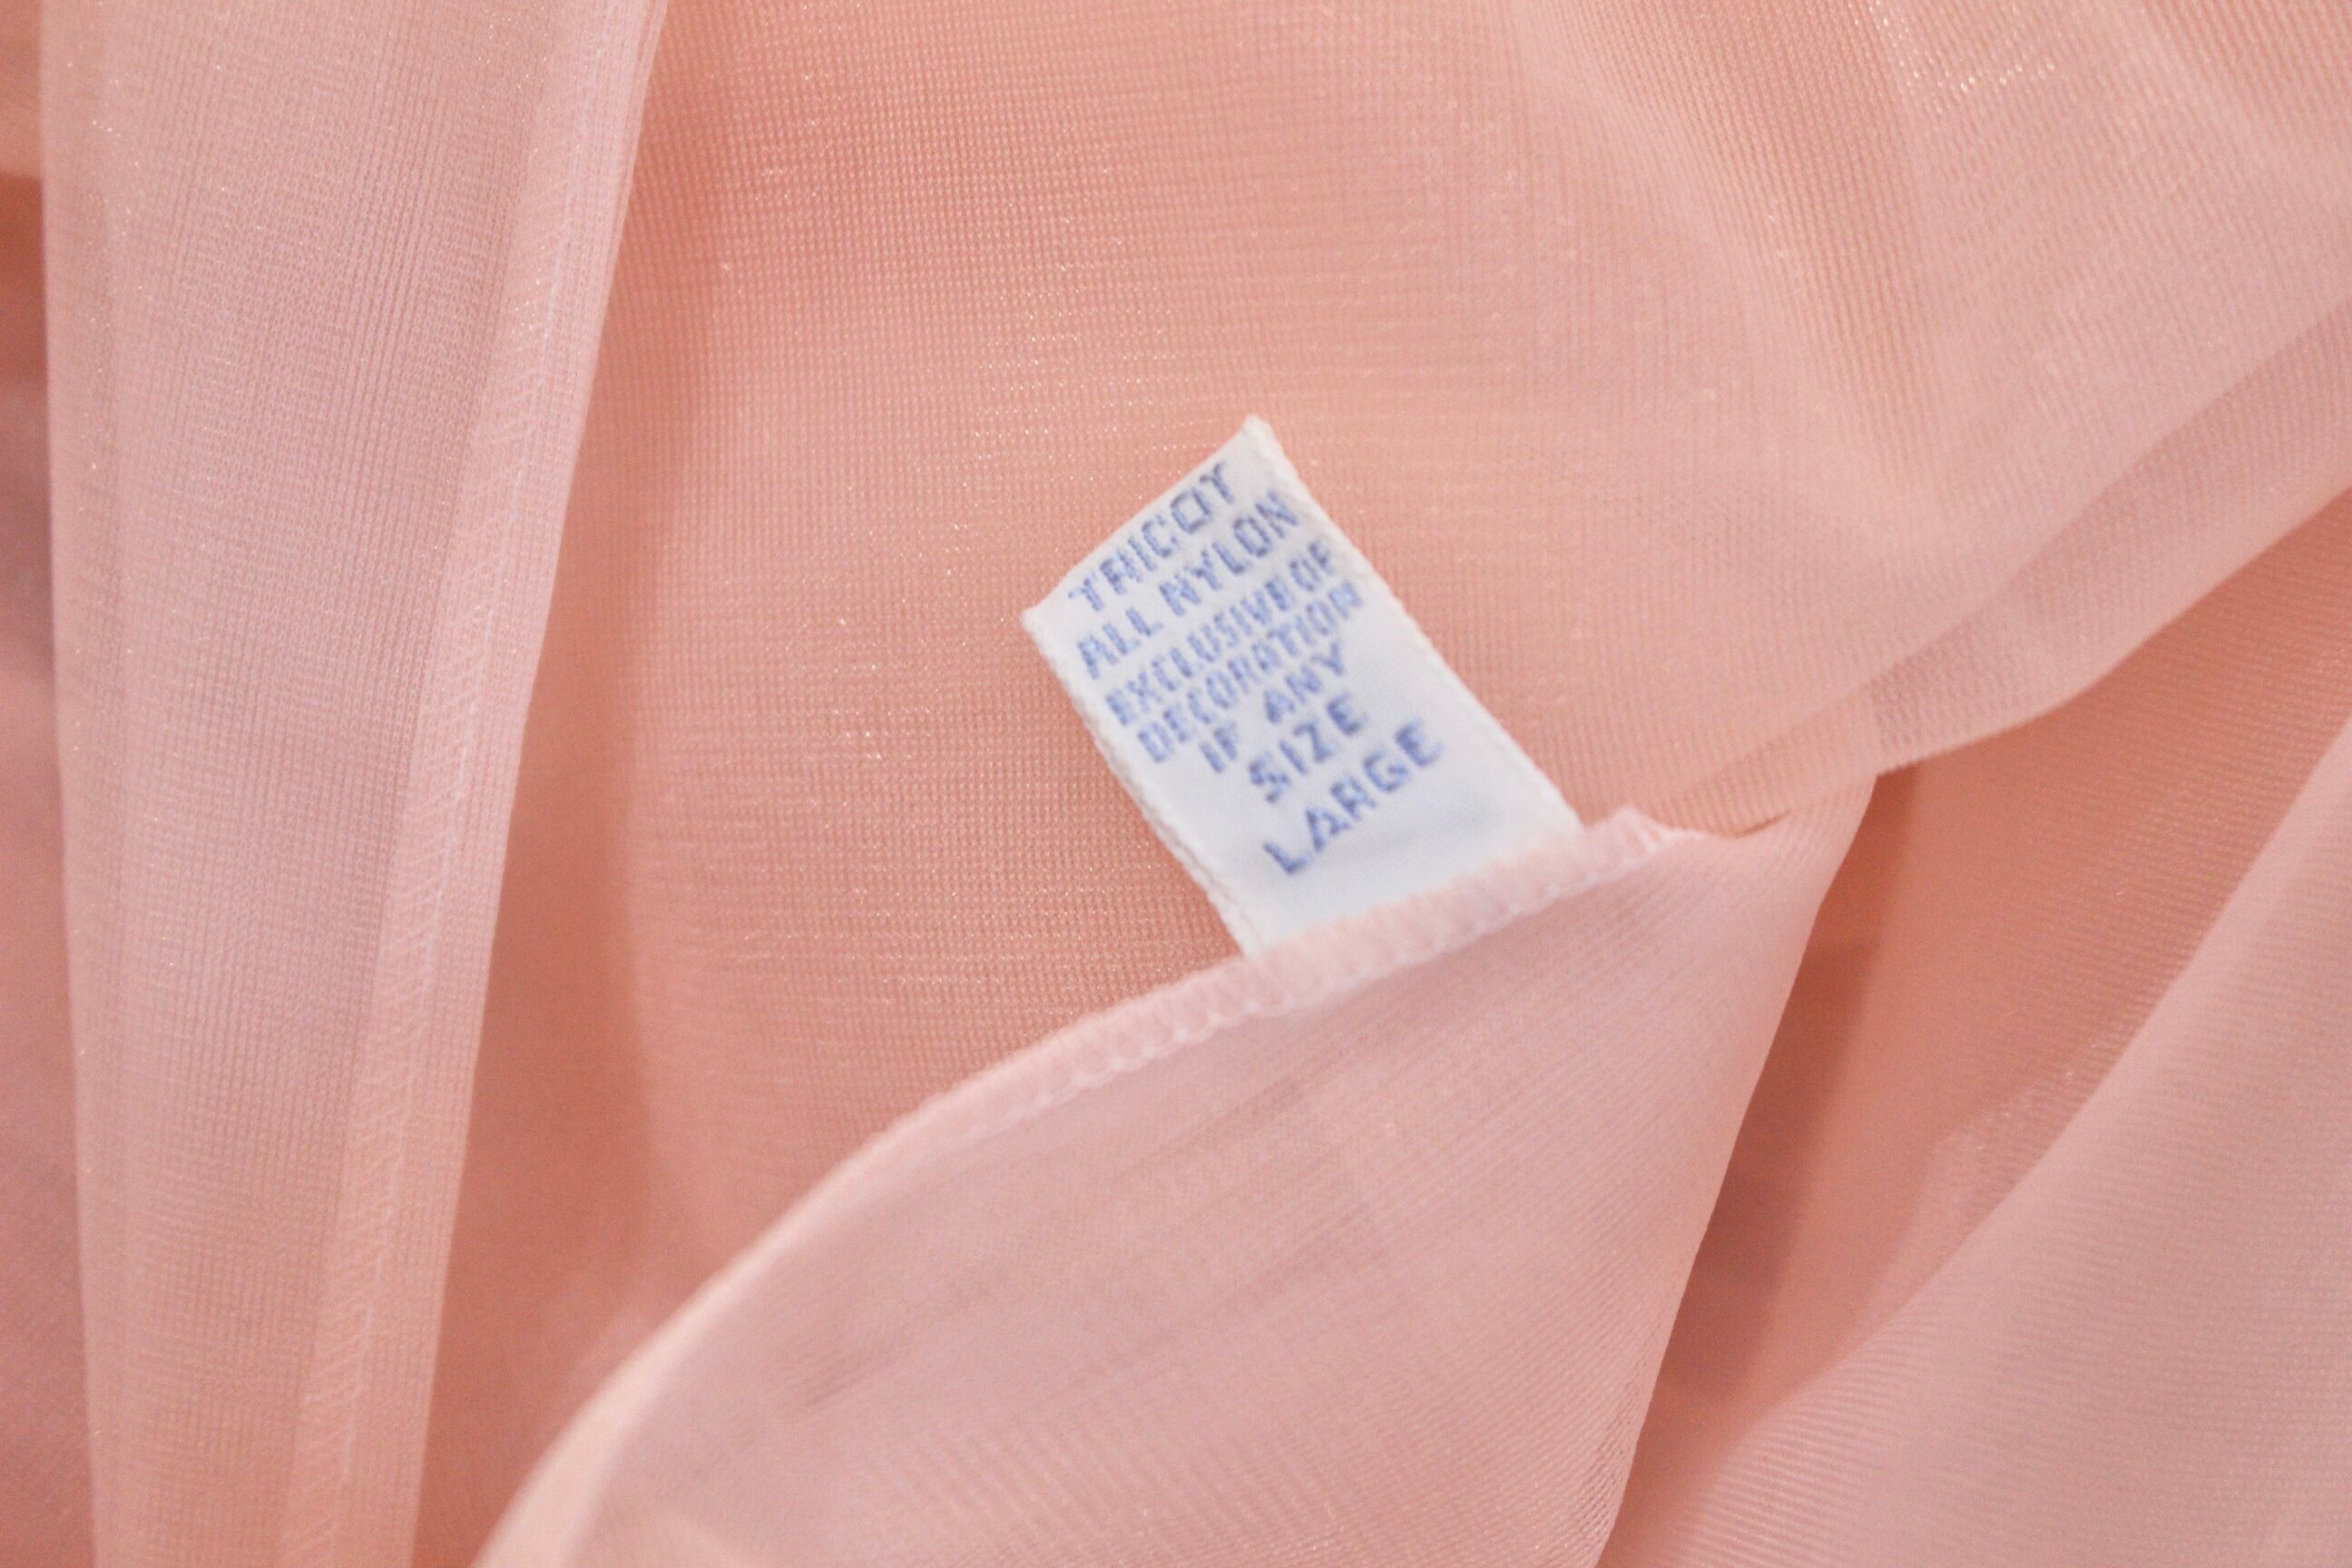 TRICOT
ALL NYLON
EXCLUSIVE OF
DECORATION
IF ANY
SIZE
LARGE